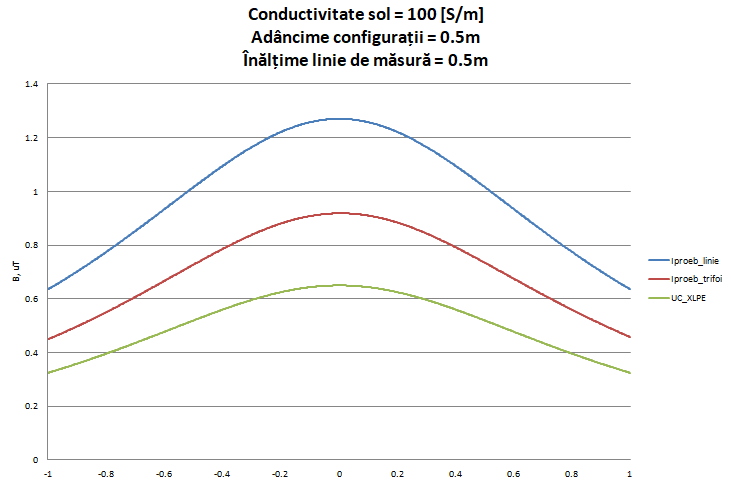 Conductivitate sol = 100 [S/m]
Adâncime configurații = 0.5m
Înălțime linie de măsură = 0.5m
1.4
1.2
1
0.8
0.6
0.4
0.2
0
B, uT
-1 -0.8 -0.6 -0.4 -0.2 0 0.2 0.4 0.6 0.8 1
Iproeb_linie
Iproeb_trifoi
UC_XLPE